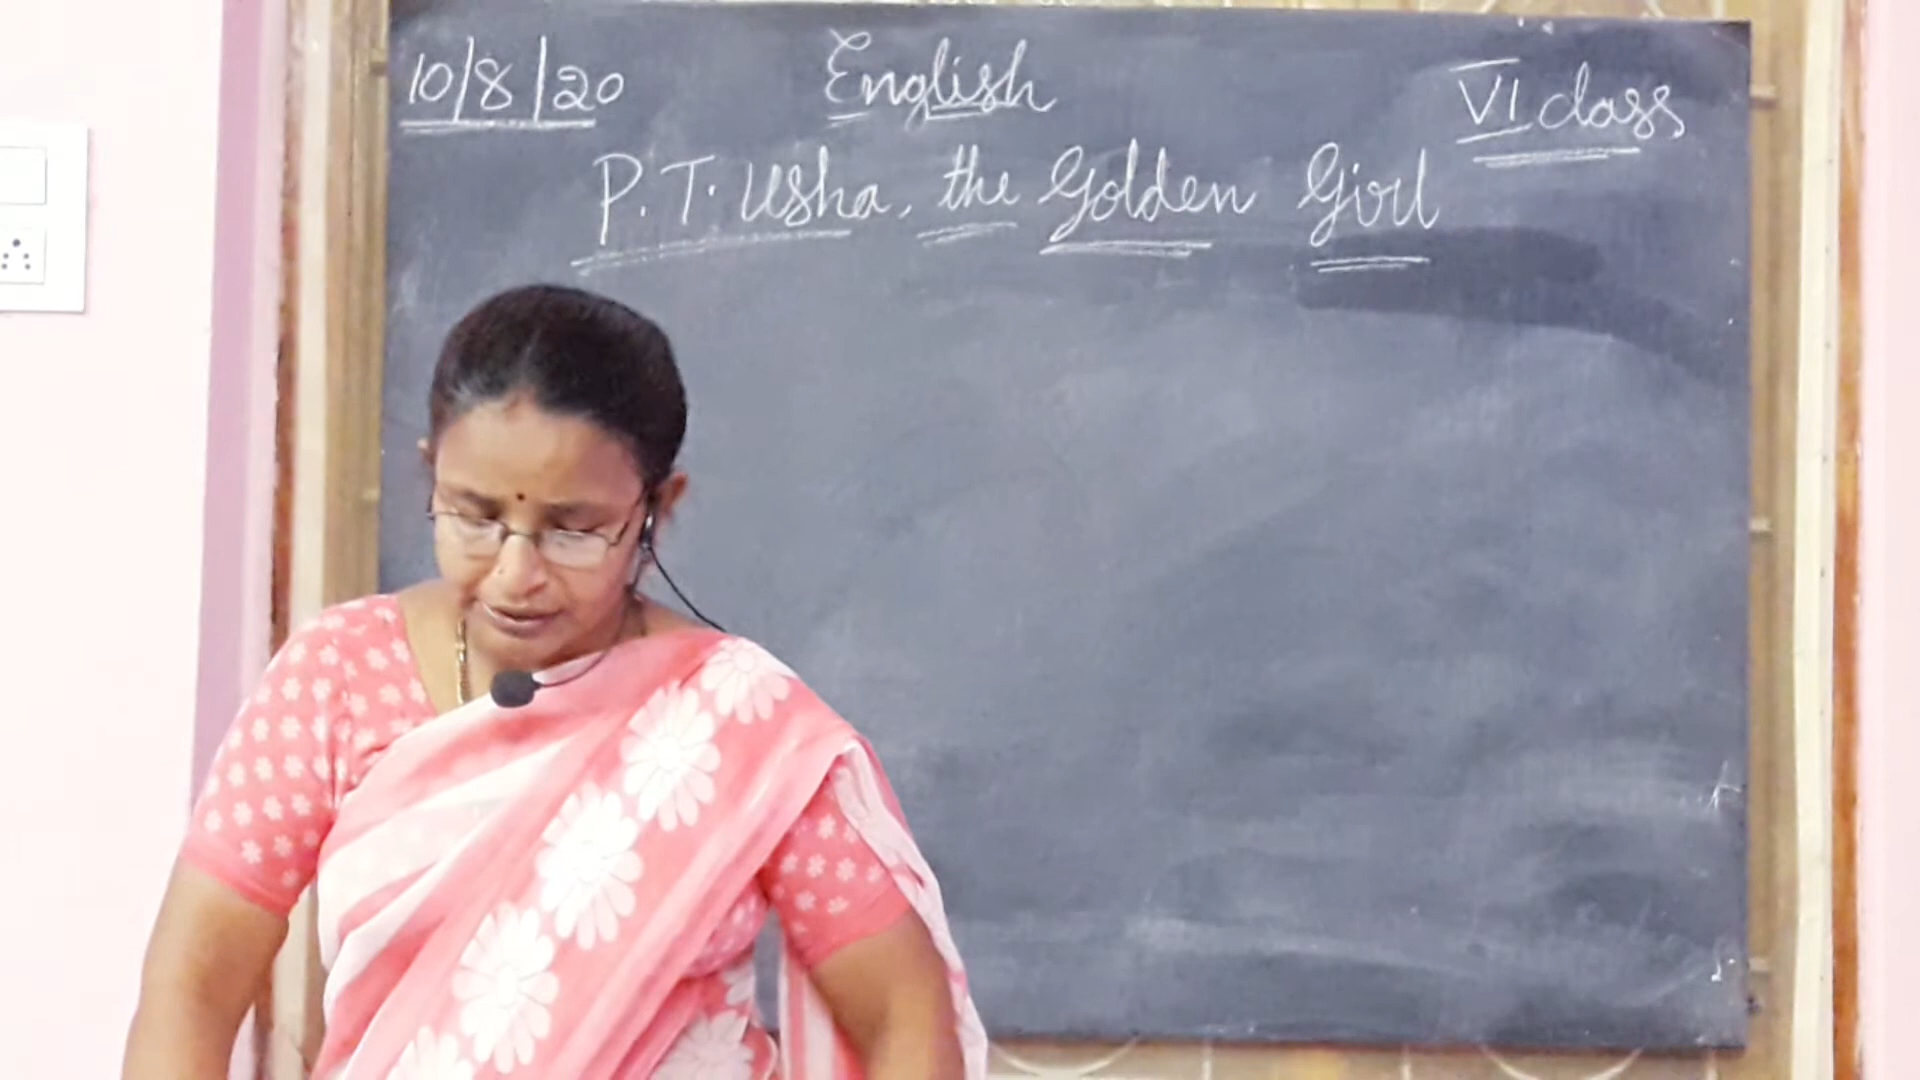 10/8/20 English VI class
P.T. Usha, the Golden Girl